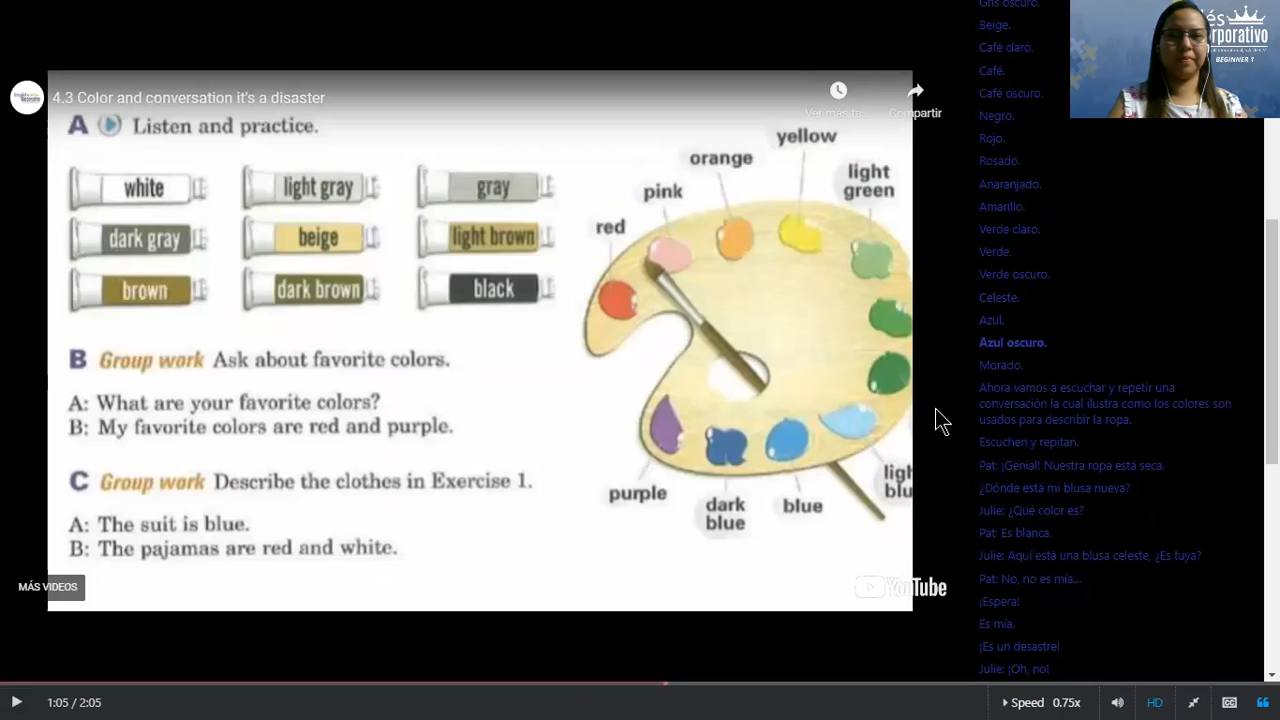 4.3 Color and conversation it's a disaster
Compartir
A Listen and practice.
white
light gray
gray
dark gray
beige
light brown
brown
dark brown
black
red
pink
orange
yellow
light
green
purple
dark
blue
blue
B Group work Ask about favorite colors.
A: What are your favorite colors?
B: My favorite colors are red and purple.
C Group work Describe the clothes in Exercise 1.
A: The suit is blue.
B: The pajamas are red and white.
MÁS VIDEOS
YouTube
Gris oscuro.
Beige.
Café claro.
Café.
Café oscuro.
Negro.
Rojo.
Rosado.
Anaranjado.
Amarillo.
Verde claro.
Verde.
Verde oscuro.
Celeste.
Azul.
Azul oscuro.
Morado.
Ahora vamos a escuchar y repetir una
conversación la cual ilustra como los colores son
usados para describir la ropa.
Escuchen y repitan.
Pat: ¡Genial! Nuestra ropa está seca.
¿Dónde está mi blusa nueva?
Julie: ¿Qué color es?
Pat: Es blanca.
Julie: Aquí está una blusa celeste, ¿Es tuya?
Pat: No, no es mía...
¡Espera!
Es mía.
¡Es un desastre!
Julie: ¡Oh, no!
BEGINNER 1
1:05 / 2:05
Speed 0.75x
HD